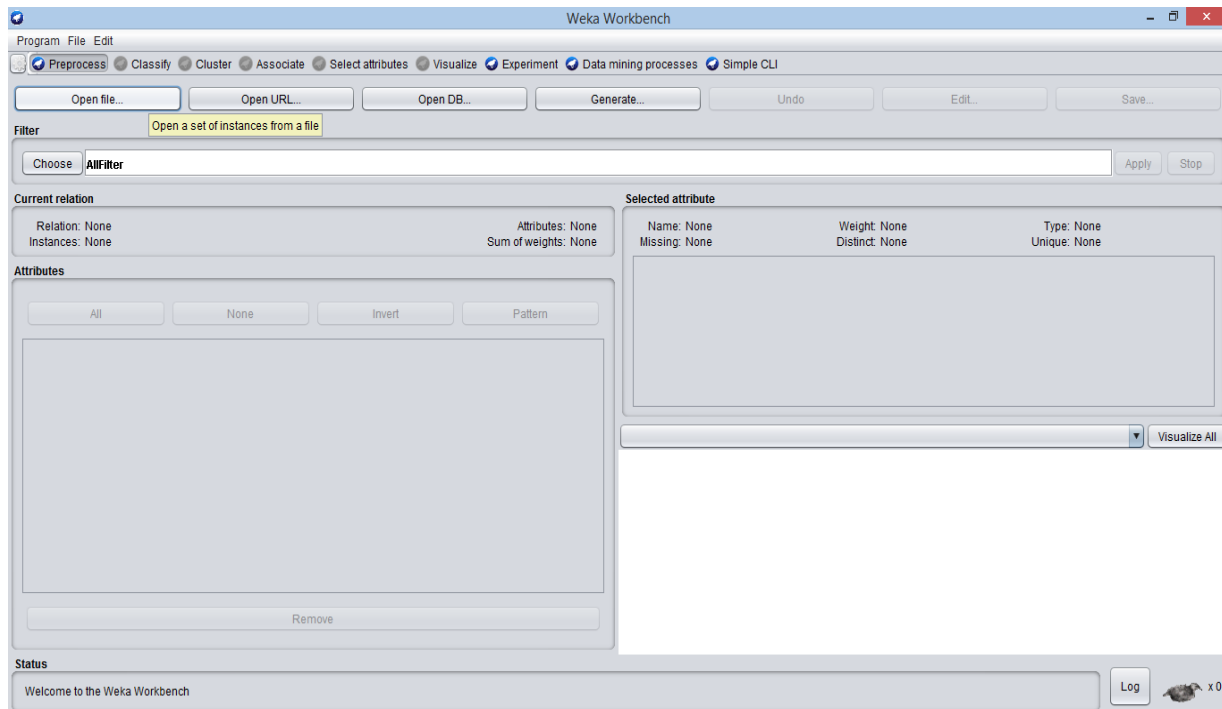 Weka Workbench
Program File Edit
Preprocess Classify Cluster Associate Select attributes Visualize Experiment Data mining processes Simple CLI
Open file... Open URL... Open DB... Generate... Undo Edit... Save...
Open a set of instances from a file
Filter
Choose AllFilter Apply Stop
Current relation
Relation: None Attributes: None
Instances: None Sum of weights: None
Selected attribute
Name: None Weight: None Type: None
Missing: None Distinct: None Unique: None
Attributes
All None Invert Pattern
Remove
Visualize All
Status
Welcome to the Weka Workbench
Log x 0